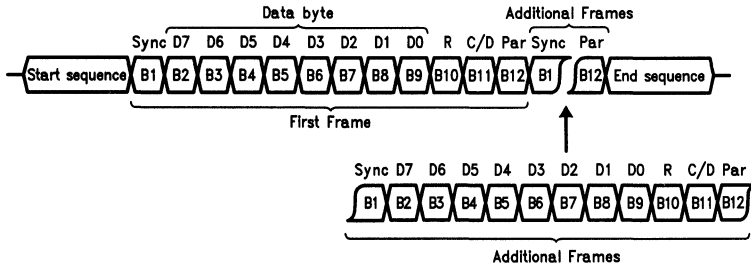 Data byte Additional Frames
Sync D7 D6 D5 D4 D3 D2 D1 D0 R C/D Par Sync Par
Start sequence B1 B2 B3 B4 B5 B6 B7 B8 B9 B10 B11 B12 B1 B12 End sequence
First Frame
Sync D7 D6 D5 D4 D3 D2 D1 D0 R C/D Par
B1 B2 B3 B4 B5 B6 B7 B8 B9 B10 B11 B12
Additional Frames